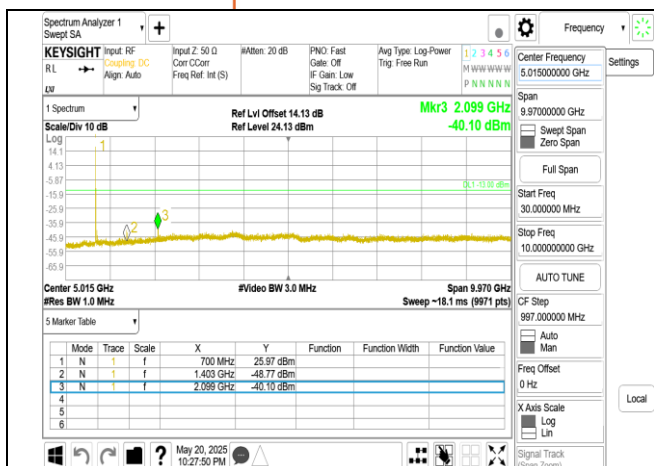 Spectrum Analyzer 1
Swept SA
Frequency
KEYSIGHT
RL
LXI
Input: RF
Coupling: DC
Align: Auto
Input Z: 50 Ω
Corr CCorr
Freq Ref: Int (S)
#Atten: 20 dB
PNO: Fast
Gate: Off
IF Gain: Low
Sig Track: Off
Avg Type: Log-Power
Trig: Free Run
1 2 3 4 5 6
M W W W W W
P N N N N N
Center Frequency
5.015000000 GHz
Settings
Span
9.97000000 GHz
Swept Span
Zero Span
Full Span
Start Freq
30.000000 MHz
Stop Freq
10.000000000 GHz
AUTO TUNE
CF Step
997.000000 MHz
Auto
Man
Freq Offset
0 Hz
X Axis Scale
Log
Lin
Signal Track
(Span Zoom)
Local
1 Spectrum
Scale/Div 10 dB
Ref Lvl Offset 14.13 dB
Ref Level 24.13 dBm
Mkr3 2.099 GHz
-40.10 dBm
Log
14.1
4.13
-5.87
-15.9
-25.9
-35.9
-45.9
-55.9
-65.9
1
2
3
DL1 -13.00 dBm
Center 5.015 GHz
#Res BW 1.0 MHz
#Video BW 3.0 MHz
Span 9.970 GHz
Sweep ~18.1 ms (9971 pts)
5 Marker Table
Mode Trace Scale X Y Function Function Width Function Value
1 N 1 f 700 MHz 25.97 dBm
2 N 1 f 1.403 GHz -48.77 dBm
3 N 1 f 2.099 GHz -40.10 dBm
4
5
6
?
May 20, 2025
10:27:50 PM